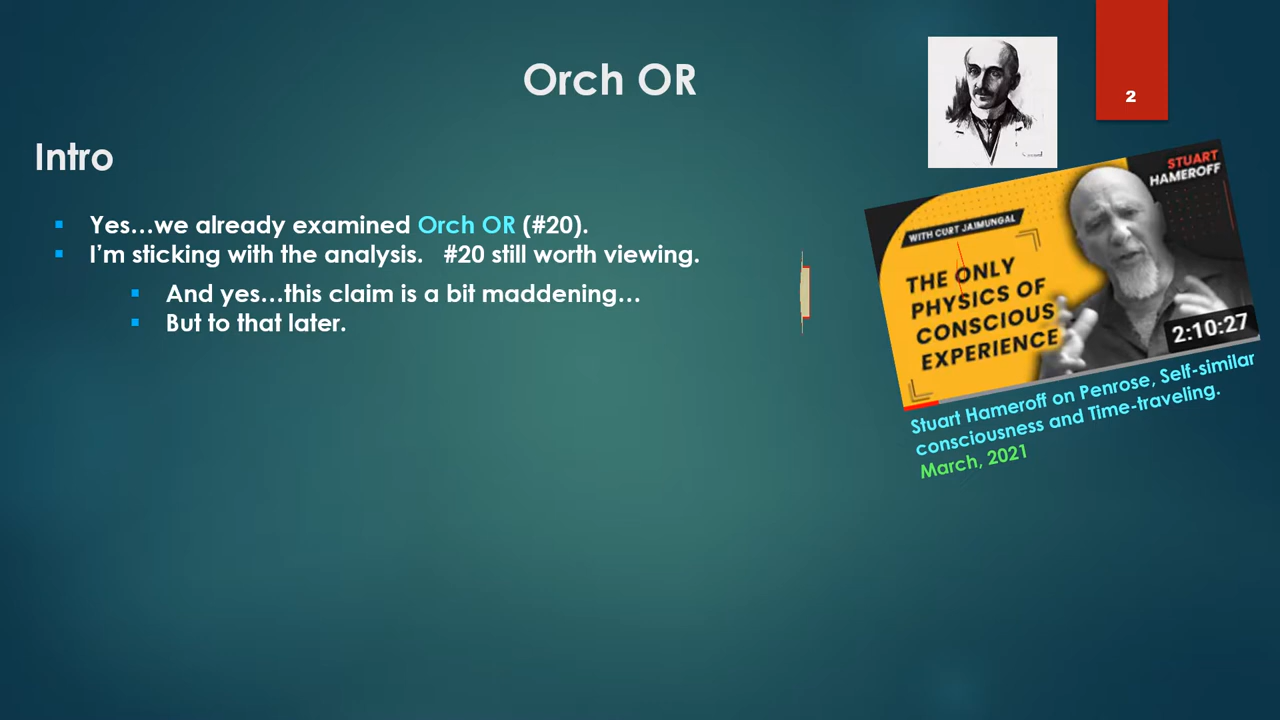 Orch OR
2
Intro
Yes...we already examined Orch OR (#20).
I'm sticking with the analysis. #20 still worth viewing.
And yes...this claim is a bit maddening...
But to that later.
STUART
HAMEROFF
WITH CURT JAIMUNGAL
THE ONLY
PHYSICS OF
CONSCIOUS
EXPERIENCE
2:10:27
Stuart Hameroff on Penrose, Self-similar
consciousness and Time-traveling.
March, 2021